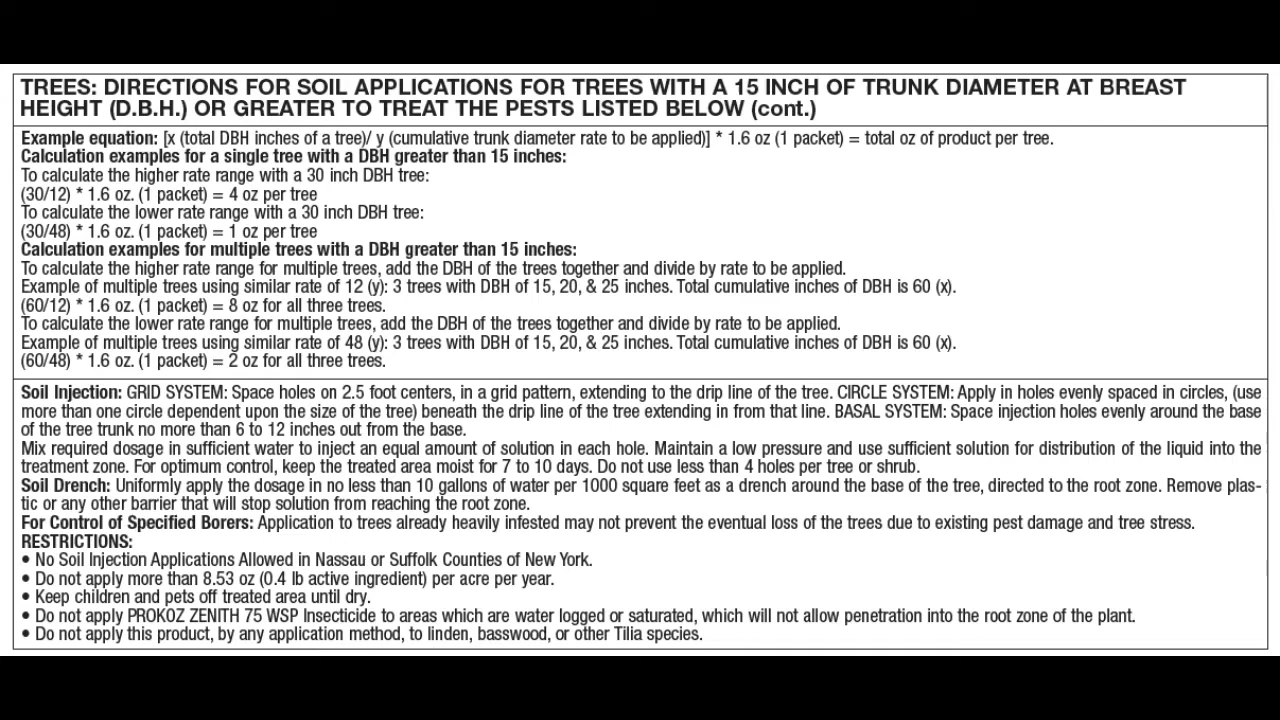 TREES: DIRECTIONS FOR SOIL APPLICATIONS FOR TREES WITH A 15 INCH OF TRUNK DIAMETER AT BREAST
HEIGHT (D.B.H.) OR GREATER TO TREAT THE PESTS LISTED BELOW (cont.)
Example equation: [x (total DBH inches of a tree)/ y (cumulative trunk diameter rate to be applied)] * 1.6 oz (1 packet) = total oz of product per tree.
Calculation examples for a single tree with a DBH greater than 15 inches:
To calculate the higher rate range with a 30 inch DBH tree:
(30/12) * 1.6 oz. (1 packet) = 4 oz per tree
To calculate the lower rate range with a 30 inch DBH tree:
(30/48) * 1.6 oz. (1 packet) = 1 oz per tree
Calculation examples for multiple trees with a DBH greater than 15 inches:
To calculate the higher rate range for multiple trees, add the DBH of the trees together and divide by rate to be applied.
Example of multiple trees using similar rate of 12 (y): 3 trees with DBH of 15, 20, & 25 inches. Total cumulative inches of DBH is 60 (x).
(60/12) * 1.6 oz. (1 packet) = 8 oz for all three trees.
To calculate the lower rate range for multiple trees, add the DBH of the trees together and divide by rate to be applied.
Example of multiple trees using similar rate of 48 (y): 3 trees with DBH of 15, 20, & 25 inches. Total cumulative inches of DBH is 60 (x).
(60/48) * 1.6 oz. (1 packet) = 2 oz for all three trees.
Soil Injection: GRID SYSTEM: Space holes on 2.5 foot centers, in a grid pattern, extending to the drip line of the tree. CIRCLE SYSTEM: Apply in holes evenly spaced in circles, (use
more than one circle dependent upon the size of the tree) beneath the drip line of the tree extending in from that line. BASAL SYSTEM: Space injection holes evenly around the base
of the tree trunk no more than 6 to 12 inches out from the base.
Mix required dosage in sufficient water to inject an equal amount of solution in each hole. Maintain a low pressure and use sufficient solution for distribution of the liquid into the
treatment zone. For optimum control, keep the treated area moist for 7 to 10 days. Do not use less than 4 holes per tree or shrub.
Soil Drench: Uniformly apply the dosage in no less than 10 gallons of water per 1000 square feet as a drench around the base of the tree, directed to the root zone. Remove plas-
tic or any other barrier that will stop solution from reaching the root zone.
For Control of Specified Borers: Application to trees already heavily infested may not prevent the eventual loss of the trees due to existing pest damage and tree stress.
RESTRICTIONS:
• No Soil Injection Applications Allowed in Nassau or Suffolk Counties of New York.
• Do not apply more than 8.53 oz (0.4 lb active ingredient) per acre per year.
• Keep children and pets off treated area until dry.
• Do not apply PROKOZ ZENITH 75 WSP Insecticide to areas which are water logged or saturated, which will not allow penetration into the root zone of the plant.
• Do not apply this product, by any application method, to linden, basswood, or other Tilia species.